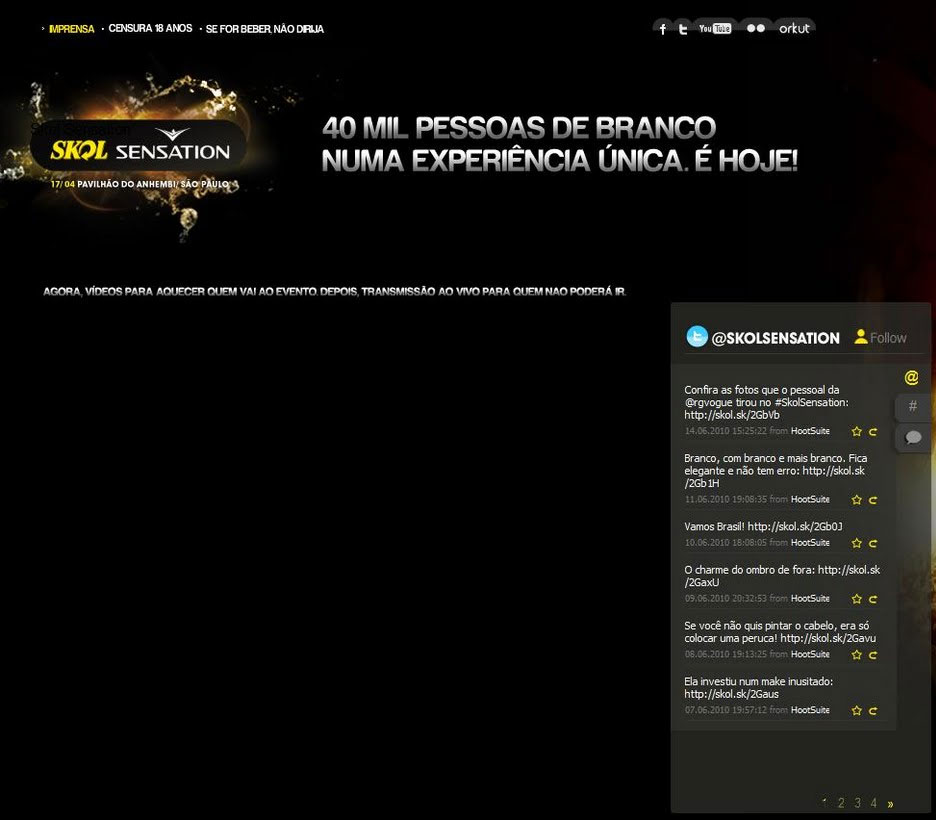 IMPRENSA · CENSURA 18 ANOS · SE FOR BEBER, NÃO DIRIJA
f t You Tube orkut
40 MIL PESSOAS DE BRANCO
NUMA EXPERIÊNCIA ÚNICA. É HOJE!
Skol Sensation
SKOL SENSATION
17/04 PAVILHÃO DO ANHEMBI/SÃO PAULO
AGORA, VÍDEOS PARA AQUECER QUEM VAI AO EVENTO. DEPOIS, TRANSMISSÃO AO VIVO PARA QUEM NAO PODERÁ IR.
@SKOLSENSATION Follow
@
#
Confira as fotos que o pessoal da
@rgvogue tirou no #SkolSensation:
http://skol.sk/2GbVb
14.06.2010 15:25:22 from HootSuite
Branco, com branco e mais branco. Fica
elegante e não tem erro: http://skol.sk
/2Gb1H
11.06.2010 19:08:35 from HootSuite
Vamos Brasil! http://skol.sk/2Gb0J
10.06.2010 18:08:05 from HootSuite
O charme do ombro de fora: http://skol.sk
/2GaxU
09.06.2010 20:32:53 from HootSuite
Se você não quis pintar o cabelo, era só
colocar uma peruca! http://skol.sk/2Gavu
08.06.2010 19:13:25 from HootSuite
Ela investiu num make inusitado:
http://skol.sk/2Gaus
07.06.2010 19:57:12 from HootSuite
1 2 3 4 »